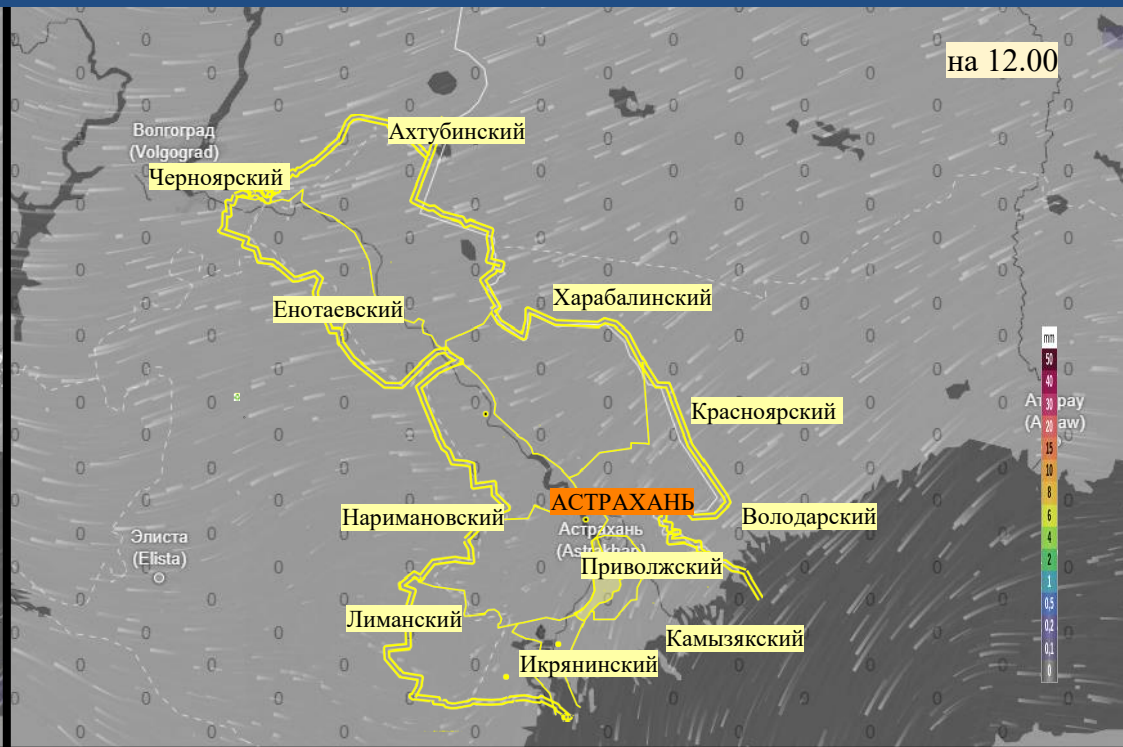 на 12.00
Волгоград
(Volgograd)
Ахтубинский
Черноярский
Енотаевский
Харабалинский
mm
50
40
30
20
15
10
8
6
4
2
1
0,5
0,2
0,1
0
Красноярский
АСТРАХАНЬ
Астрахань
Наримановский
Володарский
Элиста
(Elista)
Приволжский
Лиманский
Камызякский
Икрянинский